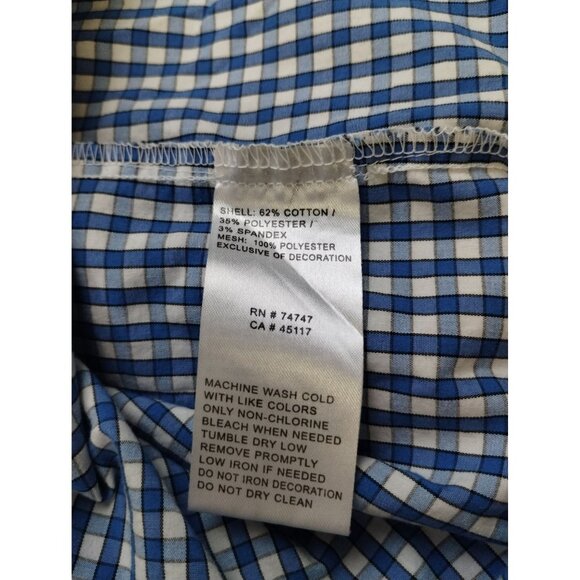 SHELL: 62% COTTON /
35% POLYESTER /
3% SPANDEX
MESH: 100% POLYESTER
EXCLUSIVE OF DECORATION
RN # 74747
CA # 45117
MACHINE WASH COLD
WITH LIKE COLORS
ONLY NON-CHLORINE
BLEACH WHEN NEEDED
TUMBLE DRY LOW
REMOVE PROMPTLY
LOW IRON IF NEEDED
DO NOT IRON DECORATION
DO NOT DRY CLEAN